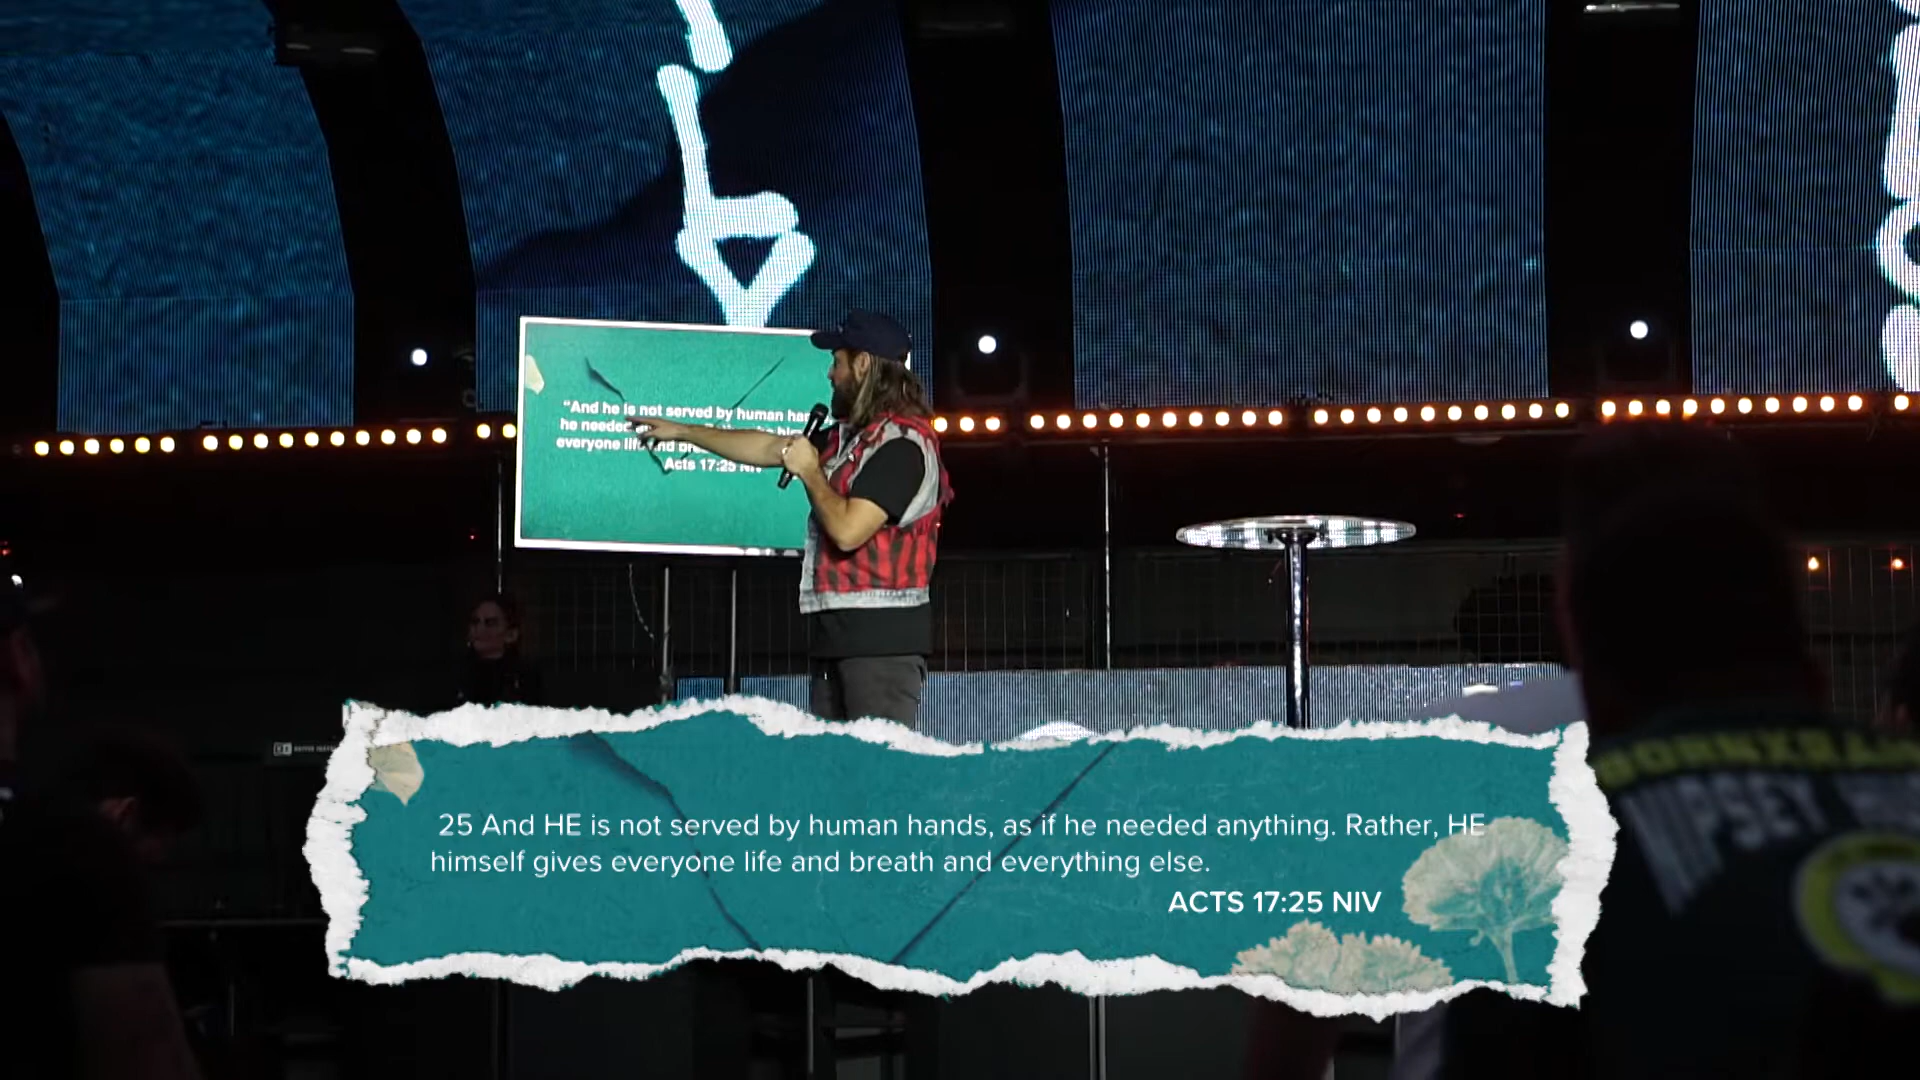 “And he is not served by human
he needed
everyone life and
Acts 17:25 NIV
25 And HE is not served by human hands, as if he needed anything. Rather, HE
himself gives everyone life and breath and everything else.
ACTS 17:25 NIV
NIPSEY